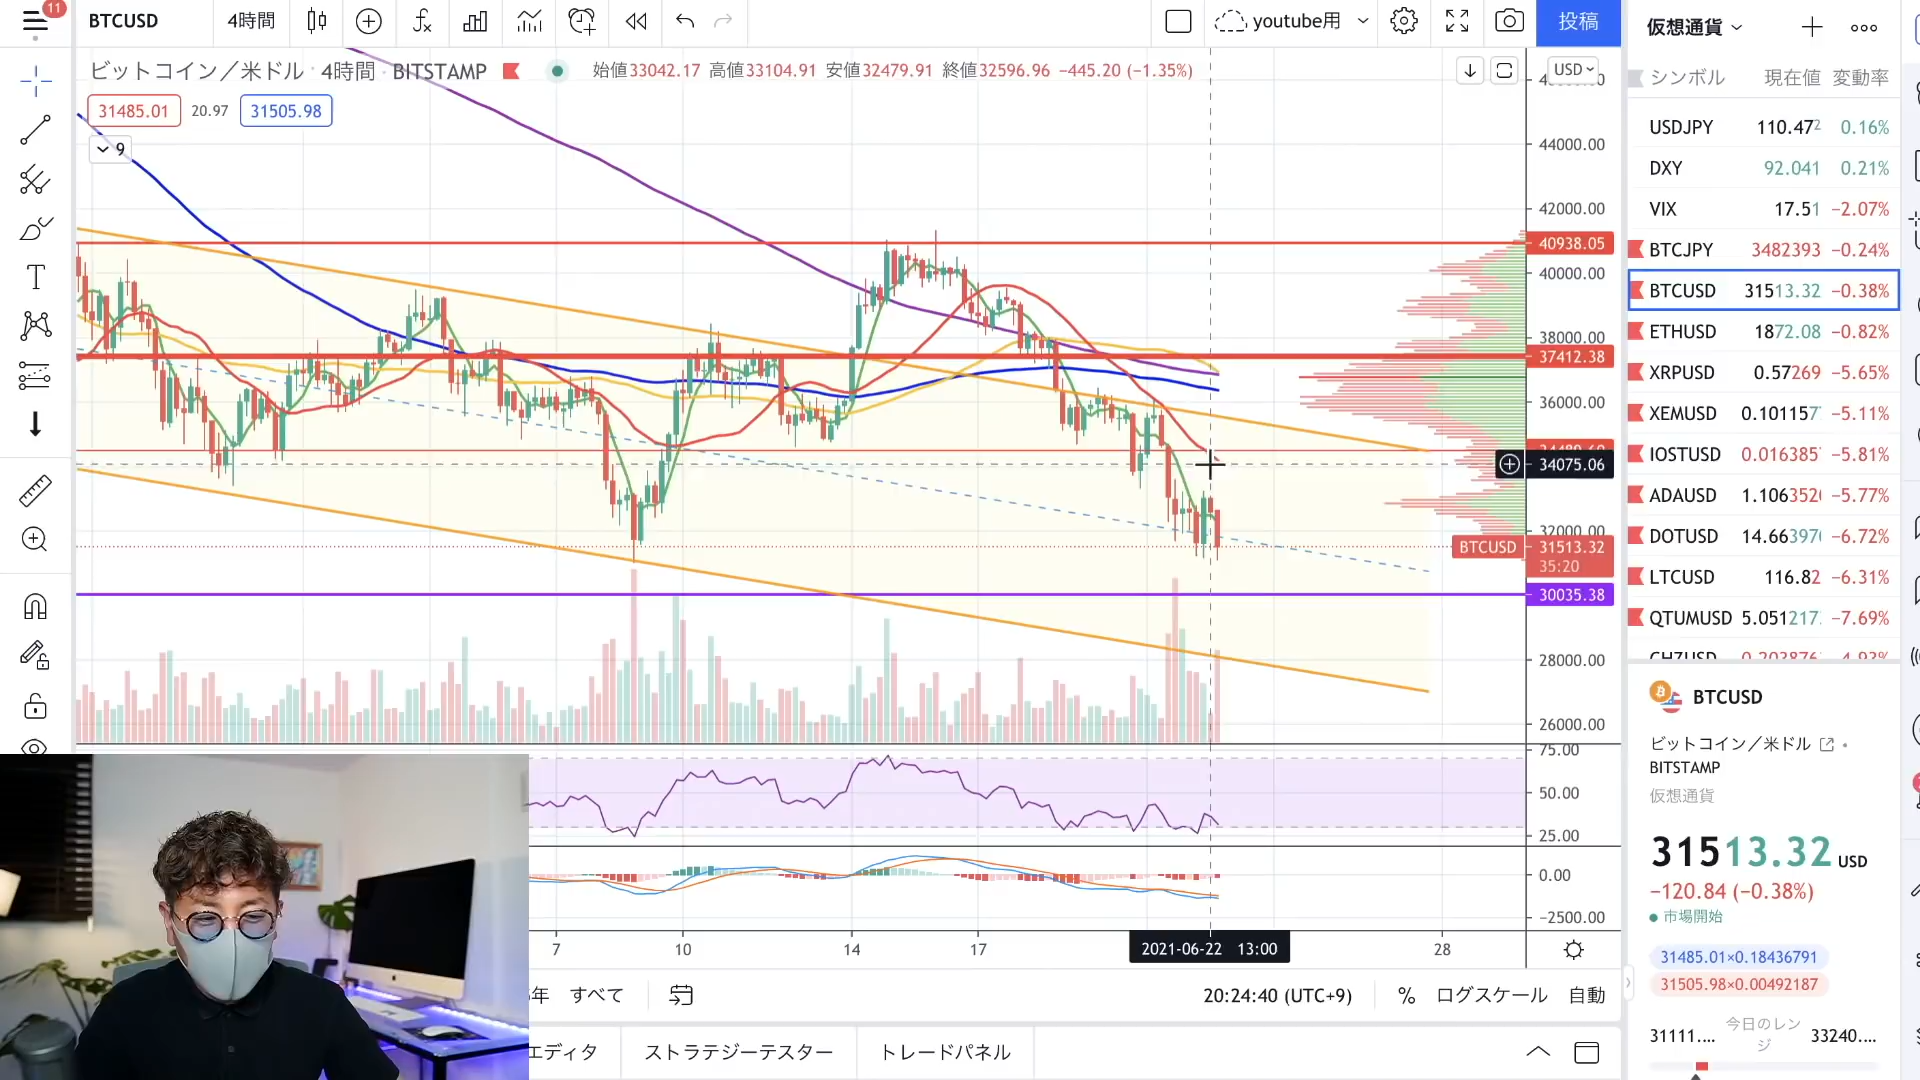 11
BTCUSD
4時間
youtube用
投稿
ビットコイン／米ドル · 4時間 · BITSTAMP
始値33042.17 高値33104.91 安値32479.91 終値32596.96 −445.20 (−1.35%)
USD
31485.01
20.97
31505.98
9
44000.00
42000.00
40938.05
40000.00
38000.00
37412.38
36000.00
34075.06
32000.00
BTCUSD
31513.32
35:20
30035.38
28000.00
26000.00
75.00
50.00
25.00
0.00
−2500.00
7
10
14
17
2021-06-22 13:00
28
年
すべて
20:24:40 (UTC+9)
%
ログスケール
自動
エディタ
ストラテジーテスター
トレードパネル
仮想通貨
シンボル 現在値 変動率
USDJPY 110.472 0.16%
DXY 92.041 0.21%
VIX 17.51 −2.07%
BTCJPY 3482393 −0.24%
BTCUSD 31513.32 −0.38%
ETHUSD 1872.08 −0.82%
XRPUSD 0.57269 −5.65%
XEMUSD 0.101157 −5.11%
IOSTUSD 0.016385 −5.81%
ADAUSD 1.106352 −5.77%
DOTUSD 14.6639 −6.72%
LTCUSD 116.82 −6.31%
QTUMUSD 5.051217 −7.69%
BTCUSD
ビットコイン／米ドル
BITSTAMP
仮想通貨
31513.32 USD
−120.84 (−0.38%)
市場開始
31485.01×0.18436791
31505.98×0.00492187
31111.... 今日のレンジ 33240....